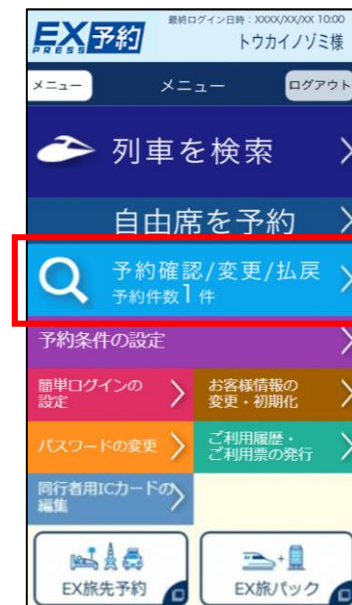 最終ログイン日時：XXXX/XX/XX 10:00
EX予約
PRESS
トウカイノゾミ様
メニュー
メニュー
ログアウト
列車を検索
自由席を予約
予約確認/変更/払戻
予約件数1件
予約条件の設定
簡単ログインの
設定
お客様情報の
変更・初期化
パスワードの変更
ご利用履歴・
ご利用票の発行
同行者用ICカードの
編集
EX旅先予約
EX旅パック